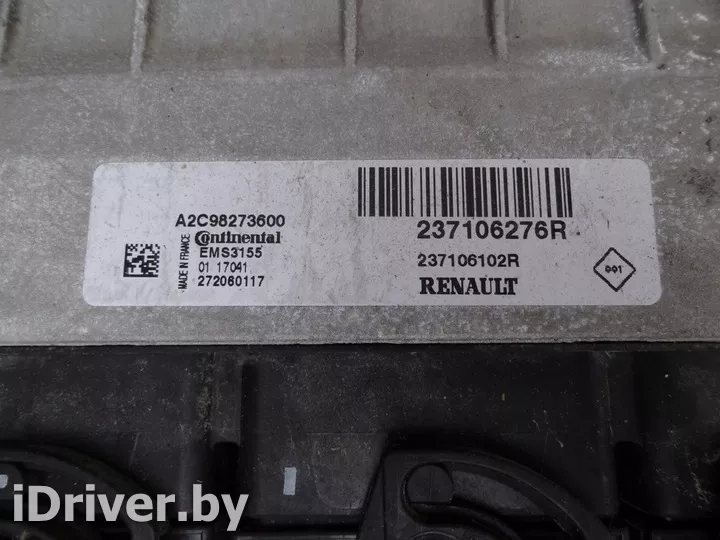 A2C98273600
Continental
MADE IN FRANCE
EMS3155
01 17041
272060117
237106276R
237106102R
RENAULT
001
iDriver.by